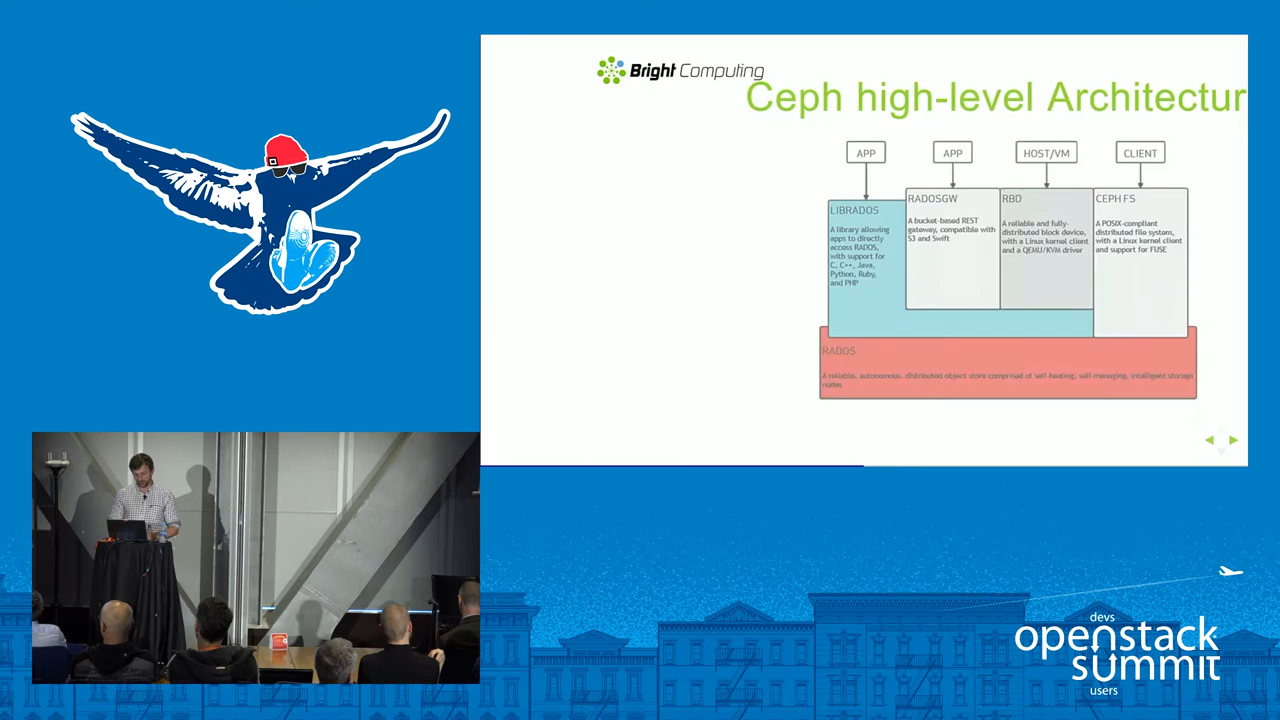 Bright Computing
Ceph high-level Architectur
APP
APP
HOST/VM
CLIENT
LIBRADOS
A library allowing
apps to directly
access RADOS,
with support for
C, C++, Java,
Python, Ruby,
and PHP
RADOSGW
A bucket-based REST
gateway, compatible with
S3 and Swift
RBD
A reliable and fully-
distributed block device,
with a Linux kernel client
and a QEMU/KVM driver
CEPH FS
A POSIX-compliant
distributed file system,
with a Linux kernel client
and support for FUSE
RADOS
A reliable, autonomous, distributed object store comprised of self-healing, self-managing, intelligent storage
nodes
devs
openstack
summit
users